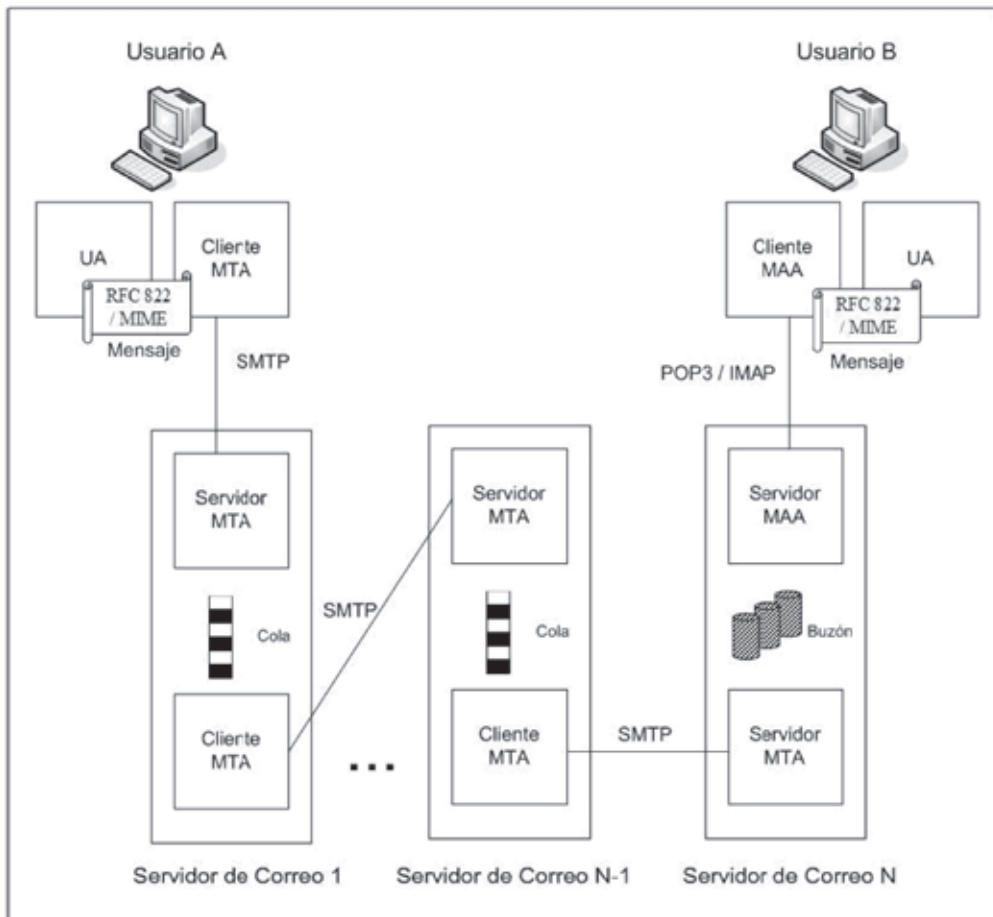 Usuario A
Usuario B
UA
Cliente
MTA
RFC 822
/ MIME
Mensaje
SMTP
Cliente
MAA
UA
RFC 822
/ MIME
Mensaje
POP3 / IMAP
Servidor
MTA
Cola
Cliente
MTA
SMTP
Servidor
MTA
Cola
Cliente
MTA
SMTP
Servidor
MAA
Buzón
Servidor
MTA
...
Servidor de Correo 1
Servidor de Correo N-1
Servidor de Correo N